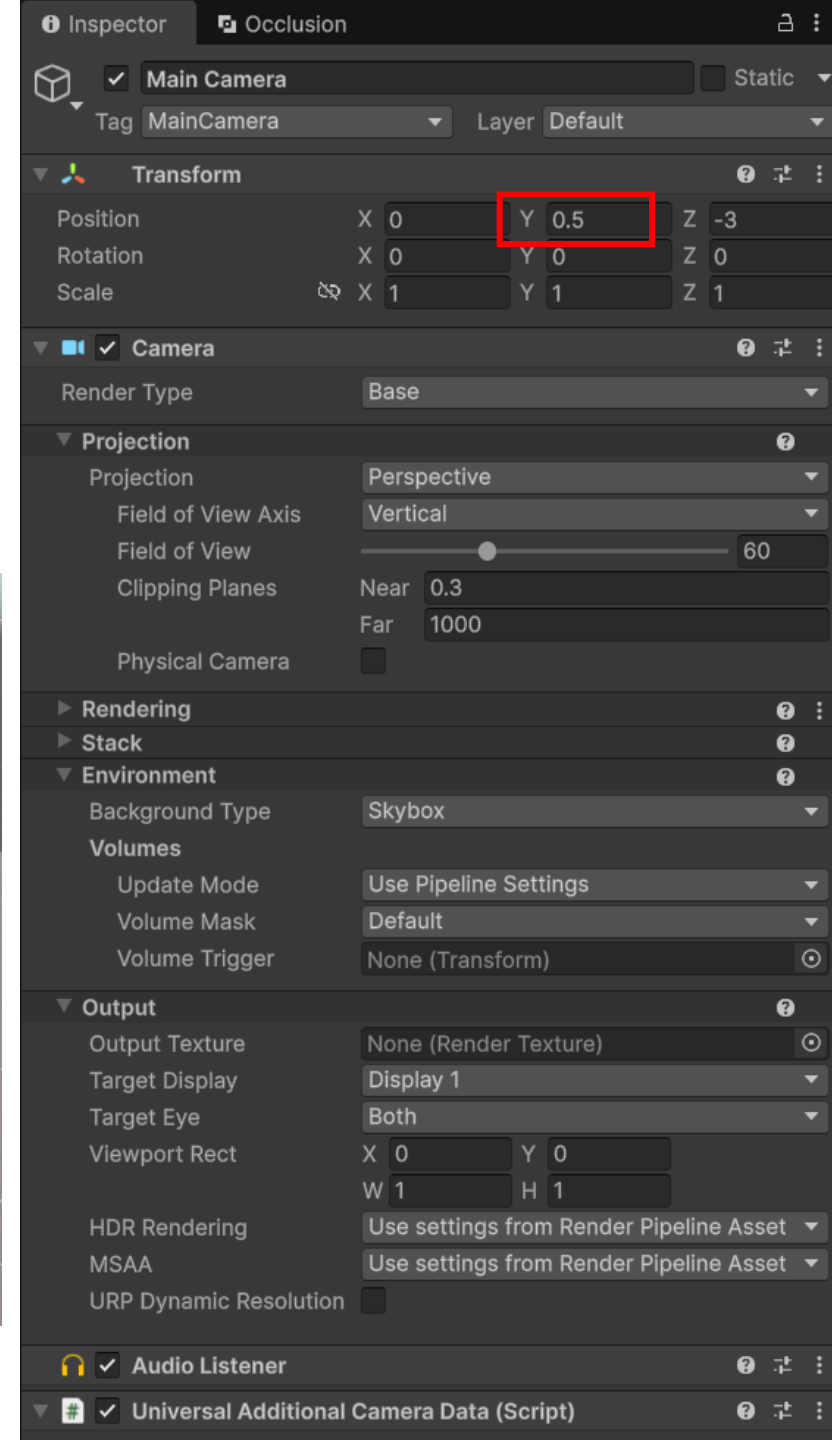 Inspector Occlusion
Main Camera Static
Tag MainCamera Layer Default
Transform
Position X 0 Y 0.5 Z -3
Rotation X 0 Y 0 Z 0
Scale X 1 Y 1 Z 1
Camera
Render Type Base
Projection
Projection Perspective
Field of View Axis Vertical
Field of View 60
Clipping Planes Near 0.3
Far 1000
Physical Camera
Rendering
Stack
Environment
Background Type Skybox
Volumes
Update Mode Use Pipeline Settings
Volume Mask Default
Volume Trigger None (Transform)
Output
Output Texture None (Render Texture)
Target Display Display 1
Target Eye Both
Viewport Rect X 0 Y 0
W 1 H 1
HDR Rendering Use settings from Render Pipeline Asset
MSAA Use settings from Render Pipeline Asset
URP Dynamic Resolution
Audio Listener
# Universal Additional Camera Data (Script)